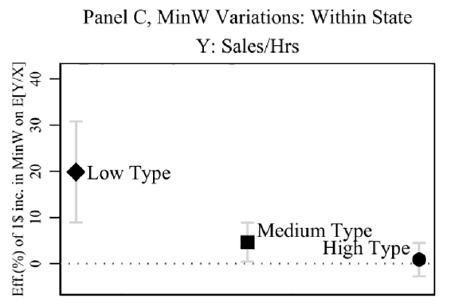 Panel C, MinW Variations: Within State
Y: Sales/Hrs
Eff.(%) of 1$ inc. in MinW on E[Y/X]
40
30
20
10
0
Low Type
Medium Type
High Type